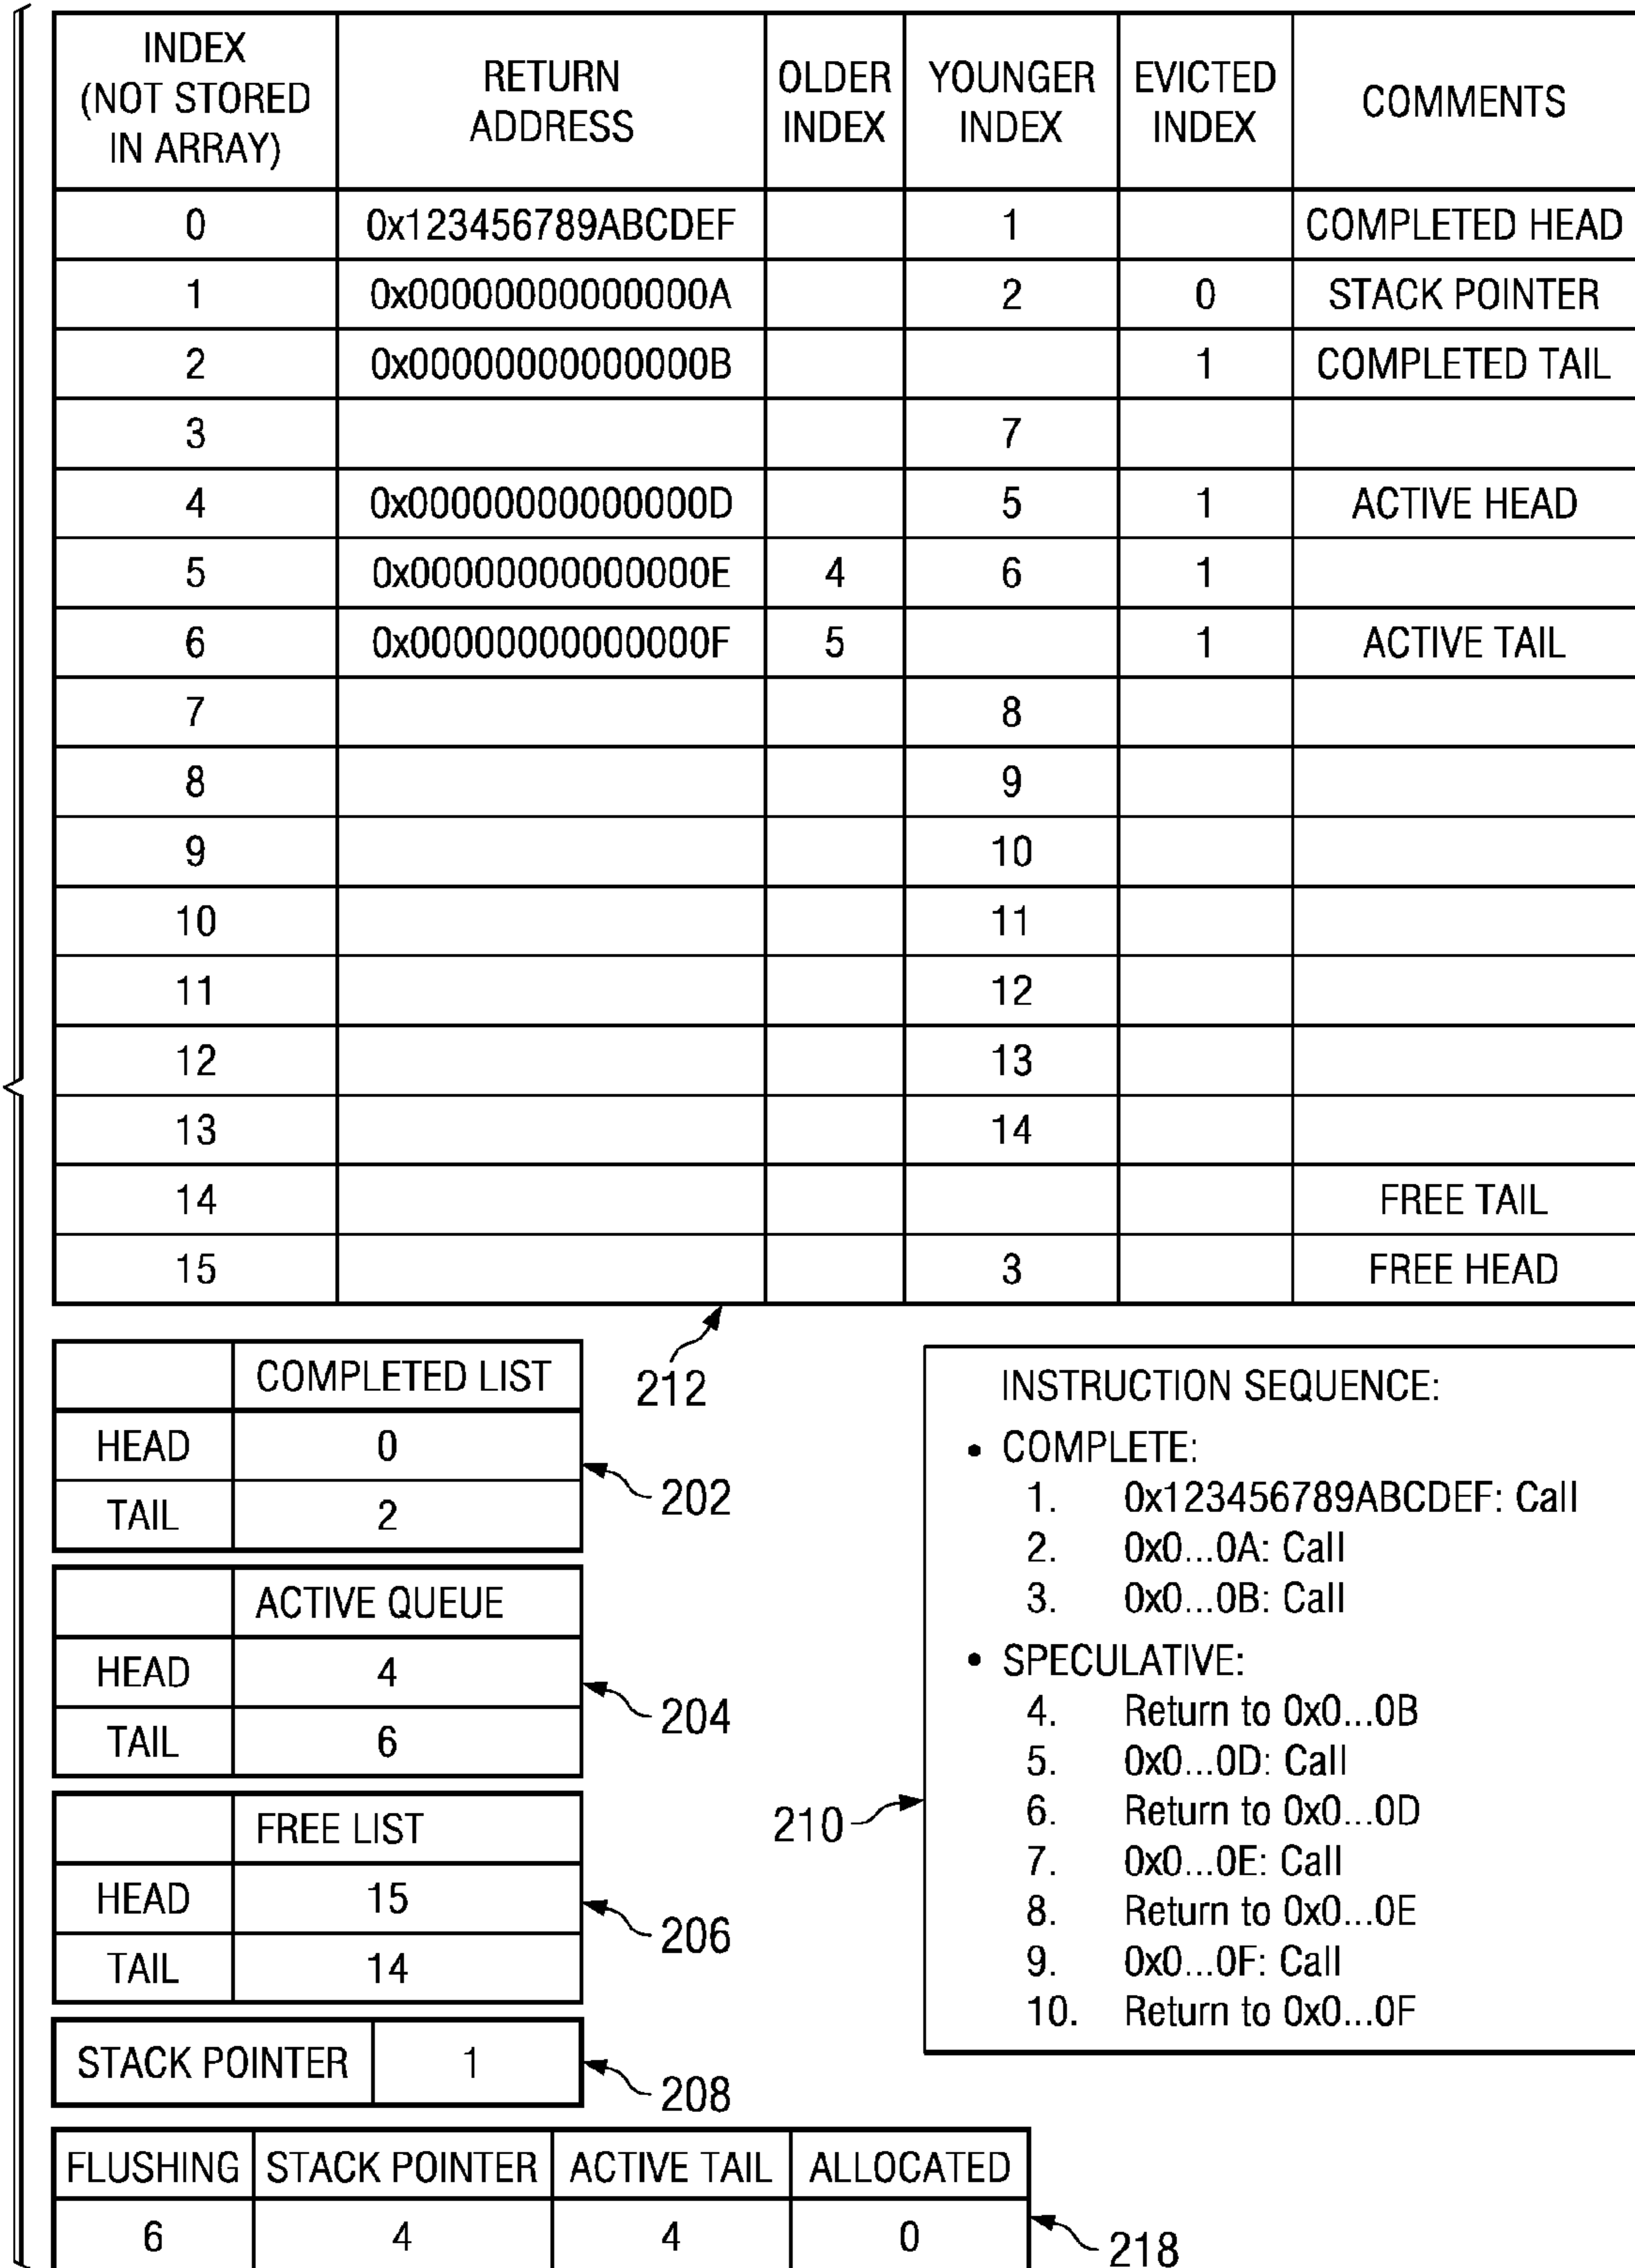 INDEX (NOT STORED IN ARRAY) RETURN ADDRESS OLDER INDEX YOUNGER INDEX EVICTED INDEX COMMENTS
0 0x123456789ABCDEF 1 COMPLETED HEAD
1 0x00000000000000A 2 0 STACK POINTER
2 0x00000000000000B 1 COMPLETED TAIL
3 7
4 0x00000000000000D 5 1 ACTIVE HEAD
5 0x00000000000000E 4 6 1
6 0x00000000000000F 5 1 ACTIVE TAIL
7 8
8 9
9 10
10 11
11 12
12 13
13 14
14 FREE TAIL
15 3 FREE HEAD
212
COMPLETED LIST
HEAD 0
TAIL 2
202
ACTIVE QUEUE
HEAD 4
TAIL 6
204
FREE LIST
HEAD 15
TAIL 14
206
STACK POINTER 1
208
INSTRUCTION SEQUENCE:
• COMPLETE:
1. 0x123456789ABCDEF: Call
2. 0x0...0A: Call
3. 0x0...0B: Call
• SPECULATIVE:
4. Return to 0x0...0B
5. 0x0...0D: Call
6. Return to 0x0...0D
7. 0x0...0E: Call
8. Return to 0x0...0E
9. 0x0...0F: Call
10. Return to 0x0...0F
210
FLUSHING STACK POINTER ACTIVE TAIL ALLOCATED
6 4 4 0
218